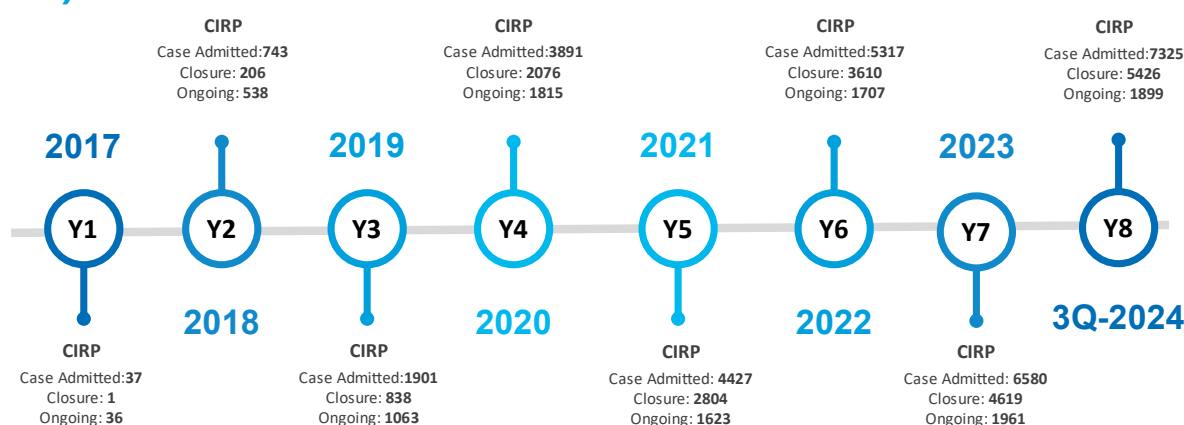 CIRP
Case Admitted:743
Closure: 206
Ongoing: 538
CIRP
Case Admitted:3891
Closure: 2076
Ongoing: 1815
CIRP
Case Admitted:5317
Closure: 3610
Ongoing: 1707
CIRP
Case Admitted: 7325
Closure: 5426
Ongoing: 1899
2017
2019
2021
2023
Y1
Y2
Y3
Y4
Y5
Y6
Y7
Y8
2018
2020
2022
3Q-2024
CIRP
Case Admitted:37
Closure: 1
Ongoing: 36
CIRP
Case Admitted:1901
Closure: 838
Ongoing: 1063
CIRP
Case Admitted: 4427
Closure: 2804
Ongoing: 1623
CIRP
Case Admitted: 6580
Closure: 4619
Ongoing: 1961